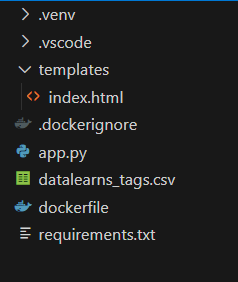 .venv
.vscode
templates
index.html
.dockerignore
app.py
datalearns_tags.csv
dockerfile
requirements.txt